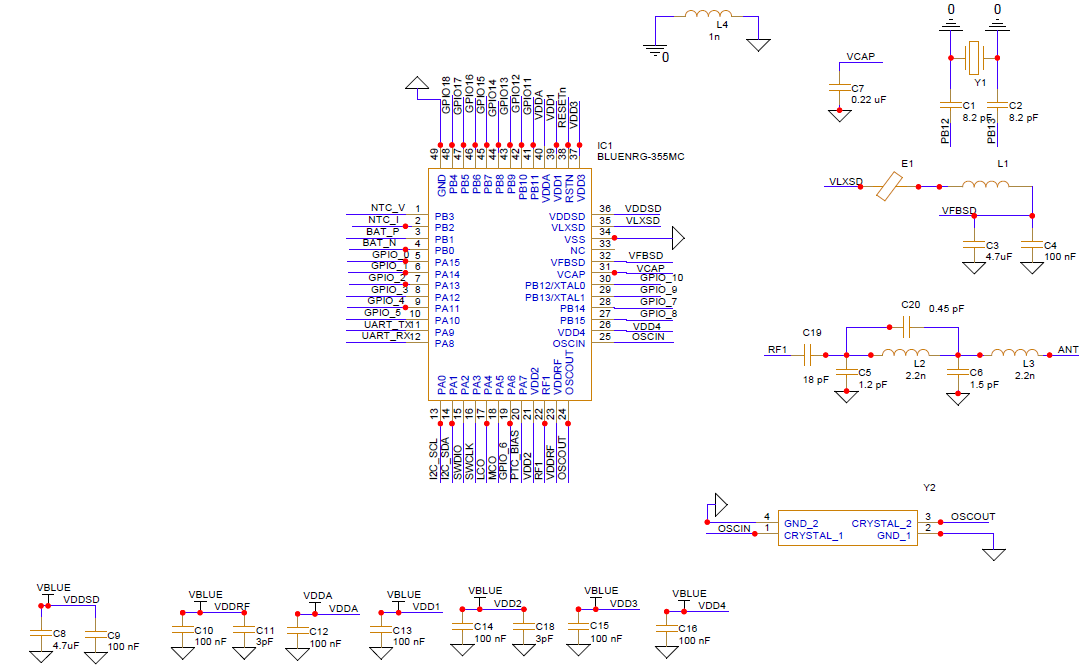 0 0
L4
1n
0
VCAP
C7
0.22 uF
Y1
C1
8.2 pF
C2
8.2 pF
PB12
PB13
GPIO18
GPIO17
GPIO16
GPIO15
GPIO14
GPIO13
GPIO12
GPIO11
VDDA
VDD1
RESETn
VDD3
49 48 47 46 45 44 43 42 41 40 39 38 37
IC1
BLUENRG-355MC
GND PB4 PB5 PB6 PB7 PB8 PB9 PB10 PB11 VDDA VDD1 RSTN VDD3
NTC_V 1 PB3
NTC_I 2 PB2
BAT_P 3 PB1
BAT_N 4 PB0
GPIO_0 5 PA15
GPIO_1 6 PA14
GPIO_2 7 PA13
GPIO_3 8 PA12
GPIO_4 9 PA11
GPIO_5 10 PA10
UART_TX 11 PA9
UART_RX 12 PA8
VDDSD 36 VDDSD
VLXSD 35 VLXSD
VSS 34
NC 33
VFBSD 32 VFBSD
VCAP 31 VCAP
PB12/XTAL0 30 GPIO_10
PB13/XTAL1 29 GPIO_9
PB14 28 GPIO_7
PB15 27 GPIO_8
VDD4 26 VDD4
OSCIN 25 OSCIN
PA0 PA1 PA2 PA3 PA4 PA5 PA6 PA7 VDD2 RF1 VDDRF OSCOUT
13 14 15 16 17 18 19 20 21 22 23 24
I2C_SCL
I2C_SDA
SWDIO
SWCLK
LCO
MCO
GPIO_6
PTC_BIAS
VDD2
RF1
VDDRF
OSCOUT
E1
L1
VLXSD
VFBSD
C3
4.7uF
C4
100 nF
C20
0.45 pF
C19
RF1
18 pF
L2
2.2n
L3
2.2n
ANT
C5
1.2 pF
C6
1.5 pF
Y2
4 GND_2 CRYSTAL_2 3 OSCOUT
OSCIN 1 CRYSTAL_1 GND_1 2
VBLUE
VDDSD
C8
4.7uF
C9
100 nF
VBLUE
VDDRF
C10
100 nF
C11
3pF
VDDA
VDDA
C12
100 nF
VBLUE
VDD1
C13
100 nF
VBLUE
VDD2
C14
100 nF
C18
3pF
VBLUE
VDD3
C15
100 nF
VBLUE
VDD4
C16
100 nF